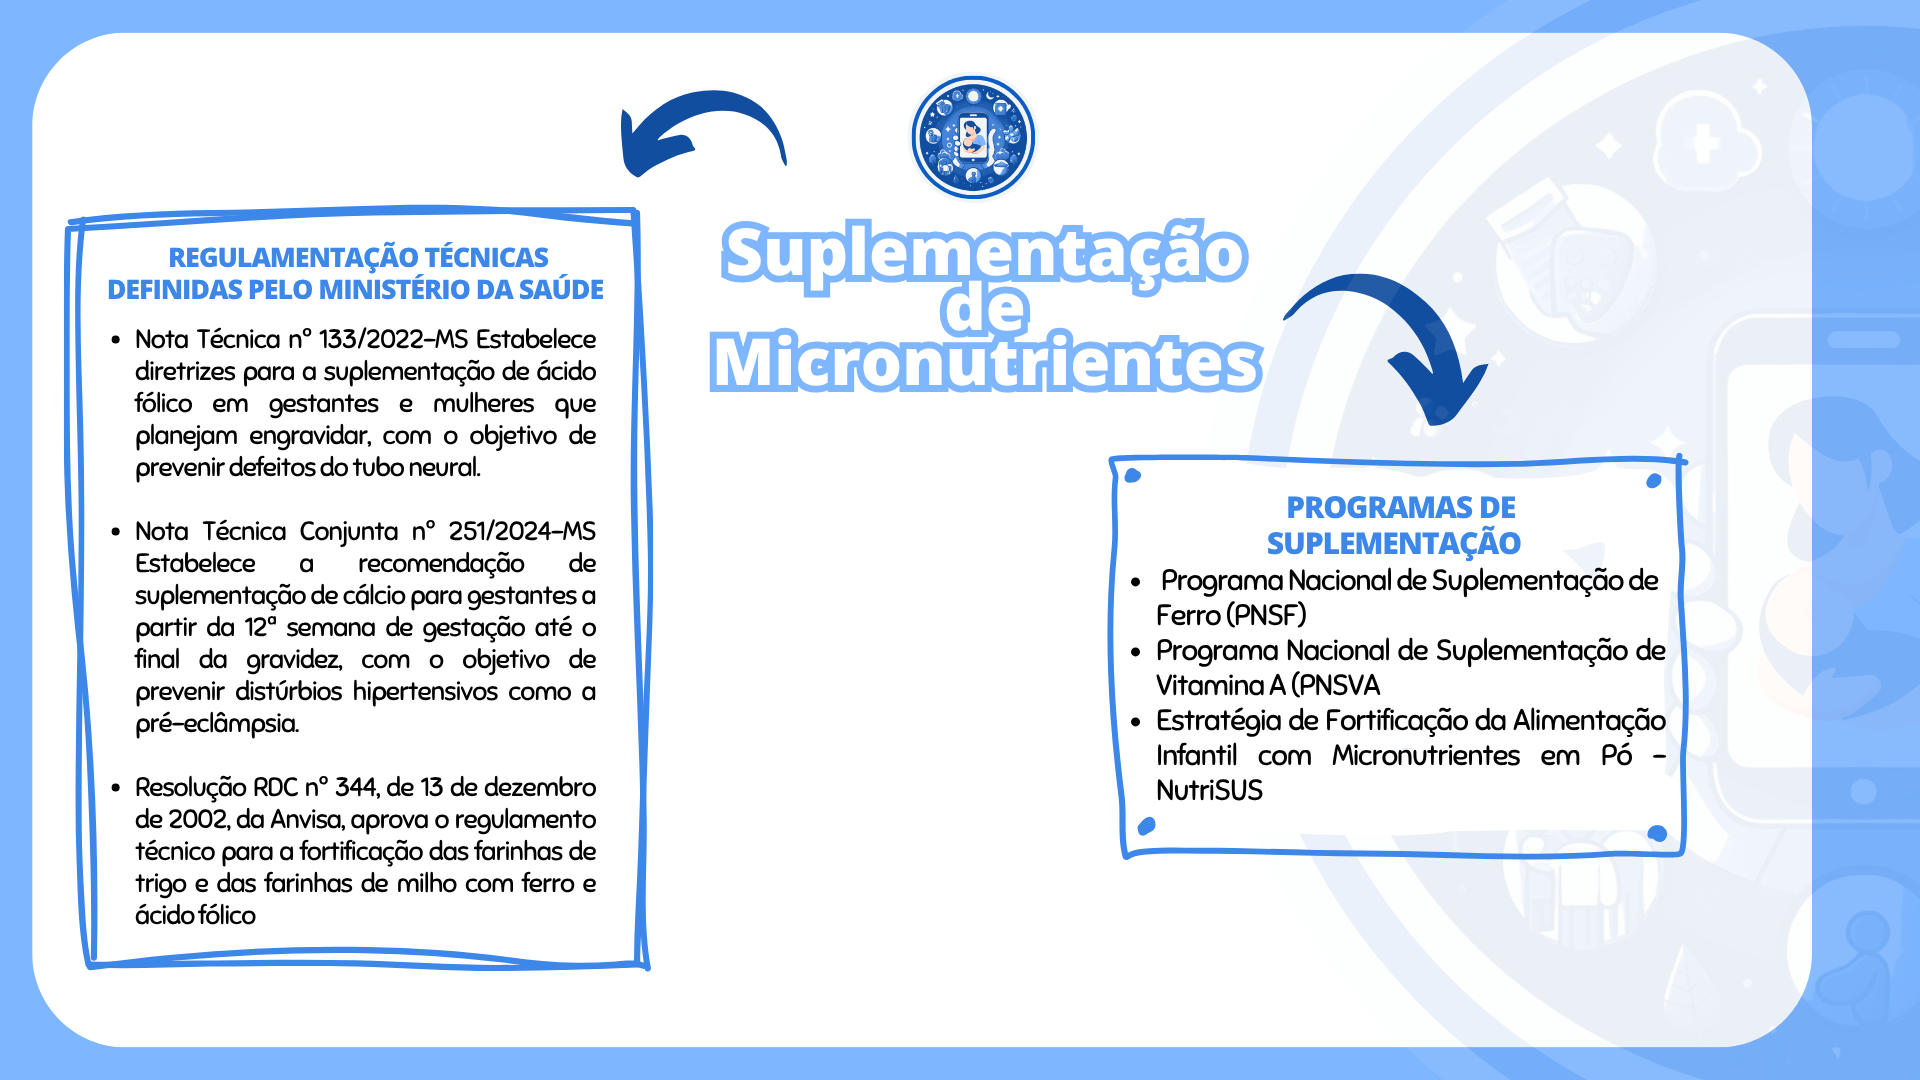 Suplementação
de
Micronutrientes
REGULAMENTAÇÃO TÉCNICAS
DEFINIDAS PELO MINISTÉRIO DA SAÚDE
• Nota Técnica nº 133/2022-MS Estabelece
diretrizes para a suplementação de ácido
fólico em gestantes e mulheres que
planejam engravidar, com o objetivo de
prevenir defeitos do tubo neural.
• Nota Técnica Conjunta nº 251/2024-MS
Estabelece a recomendação de
suplementação de cálcio para gestantes a
partir da 12ª semana de gestação até o
final da gravidez, com o objetivo de
prevenir distúrbios hipertensivos como a
pré-eclâmpsia.
• Resolução RDC nº 344, de 13 de dezembro
de 2002, da Anvisa, aprova o regulamento
técnico para a fortificação das farinhas de
trigo e das farinhas de milho com ferro e
ácido fólico
PROGRAMAS DE
SUPLEMENTAÇÃO
• Programa Nacional de Suplementação de
Ferro (PNSF)
• Programa Nacional de Suplementação de
Vitamina A (PNSVA
• Estratégia de Fortificação da Alimentação
Infantil com Micronutrientes em Pó -
NutriSUS